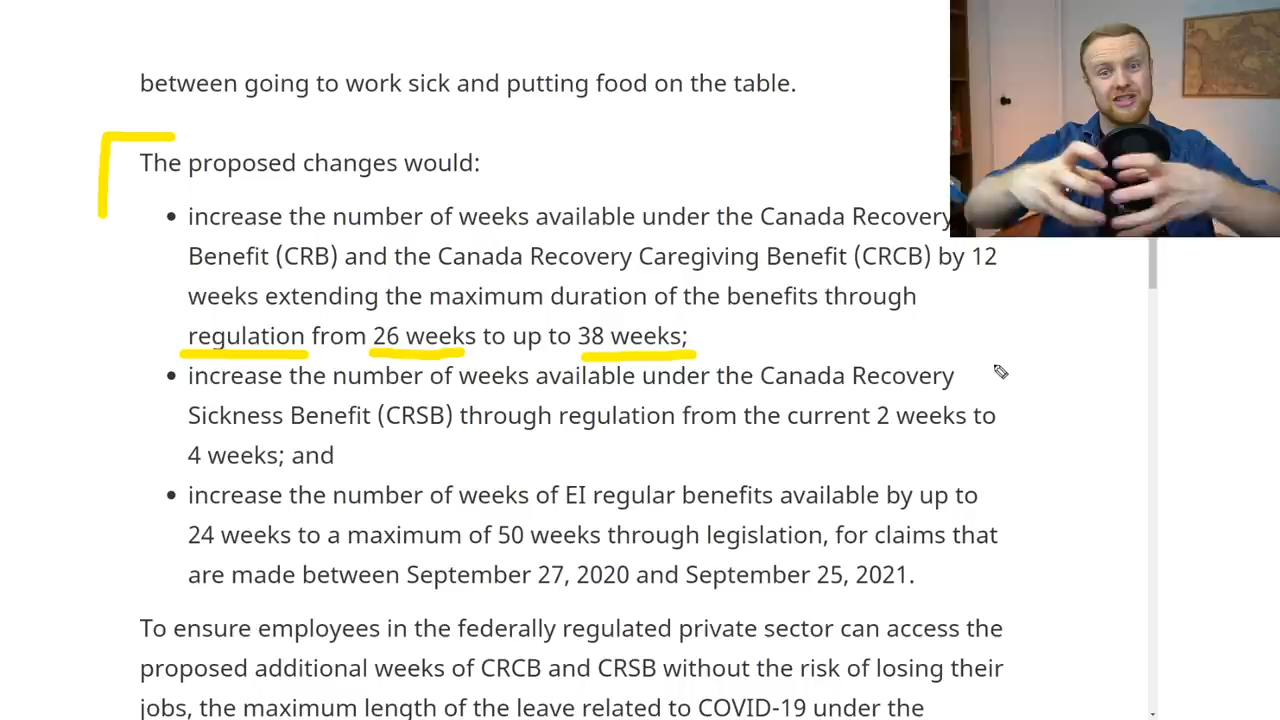 between going to work sick and putting food on the table.
The proposed changes would:
• increase the number of weeks available under the Canada Recovery
Benefit (CRB) and the Canada Recovery Caregiving Benefit (CRCB) by 12
weeks extending the maximum duration of the benefits through
regulation from 26 weeks to up to 38 weeks;
• increase the number of weeks available under the Canada Recovery
Sickness Benefit (CRSB) through regulation from the current 2 weeks to
4 weeks; and
• increase the number of weeks of EI regular benefits available by up to
24 weeks to a maximum of 50 weeks through legislation, for claims that
are made between September 27, 2020 and September 25, 2021.
To ensure employees in the federally regulated private sector can access the
proposed additional weeks of CRCB and CRSB without the risk of losing their
jobs, the maximum length of the leave related to COVID-19 under the